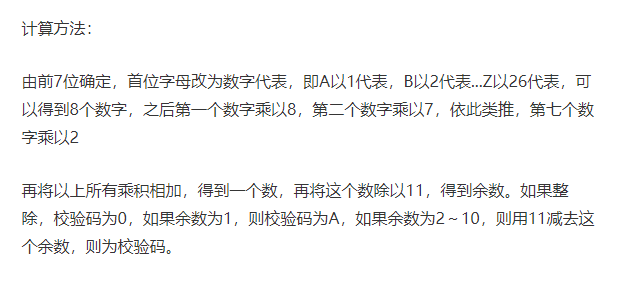 计算方法：
由前7位确定，首位字母改为数字代表，即A以1代表，B以2代表...Z以26代表，可
以得到8个数字，之后第一个数字乘以8，第二个数字乘以7，依此类推，第七个数
字乘以2
再将以上所有乘积相加，得到一个数，再将这个数除以11，得到余数。如果整
除，校验码为0，如果余数为1，则校验码为A，如果余数为2～10，则用11减去这
个余数，则为校验码。